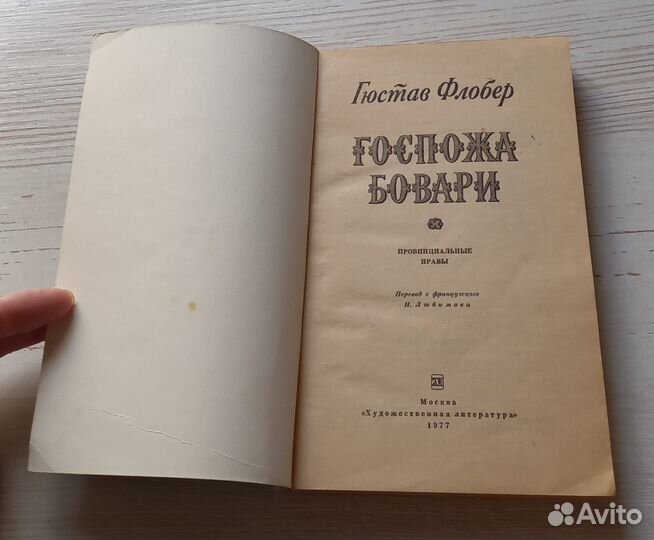 Гюстав Флобер
ГОСПОЖА
БОВАРИ
ПРОВИНЦИАЛЬНЫЕ
НРАВЫ
Перевод с французского
Н. Любимова
Москва
«Художественная литература»
1977
Avito